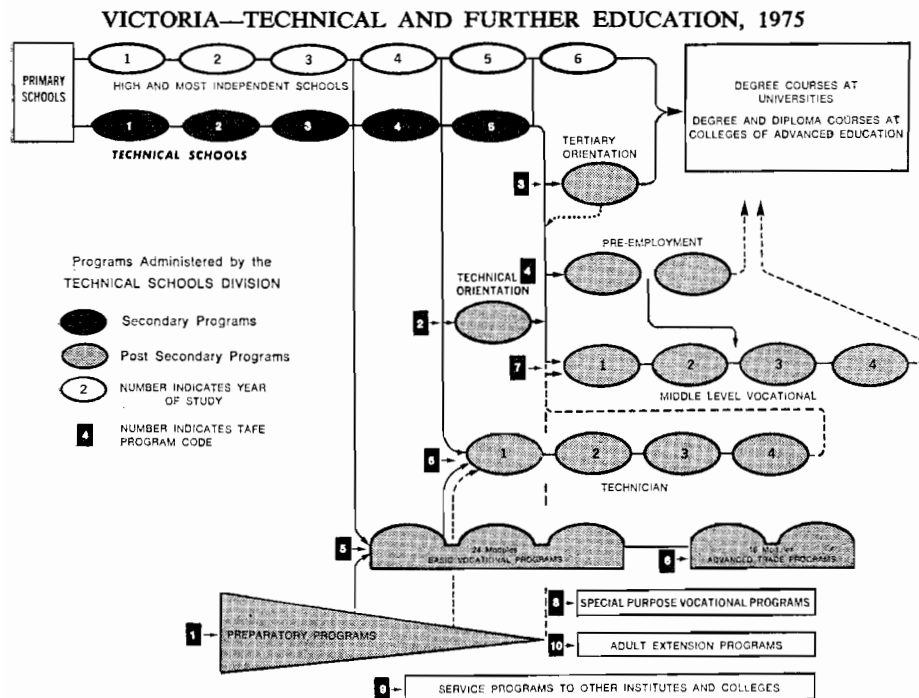 VICTORIA—TECHNICAL AND FURTHER EDUCATION, 1975
PRIMARY
SCHOOLS
1 2 3 4 5 6
HIGH AND MOST INDEPENDENT SCHOOLS
1 2 3 4 5
TECHNICAL SCHOOLS
DEGREE COURSES AT
UNIVERSITIES
DEGREE AND DIPLOMA COURSES AT
COLLEGES OF ADVANCED EDUCATION
TERTIARY
ORIENTATION
3
PRE-EMPLOYMENT
4
TECHNICAL
ORIENTATION
2
Programs Administered by the
TECHNICAL SCHOOLS DIVISION
Secondary Programs
Post Secondary Programs
2 NUMBER INDICATES YEAR
OF STUDY
4 NUMBER INDICATES TAFE
PROGRAM CODE
7 1 2 3 4
MIDDLE LEVEL VOCATIONAL
6 1 2 3 4
TECHNICIAN
5 24 Modules
BASIC VOCATIONAL PROGRAMS
6 Modules
ADVANCED TRADE PROGRAMS
8 SPECIAL PURPOSE VOCATIONAL PROGRAMS
1 PREPARATORY PROGRAMS
10 ADULT EXTENSION PROGRAMS
9 SERVICE PROGRAMS TO OTHER INSTITUTES AND COLLEGES